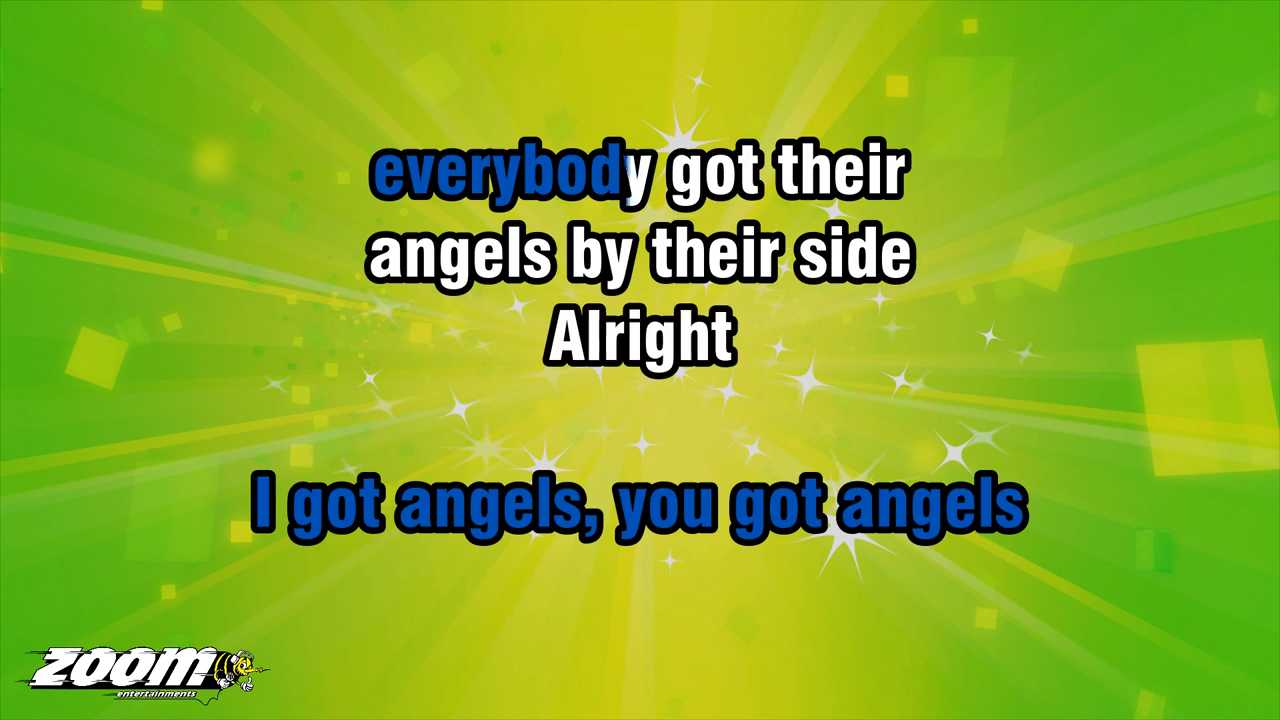 everybody got their
angels by their side
Alright
I got angels, you got angels
ZOOM
entertainments